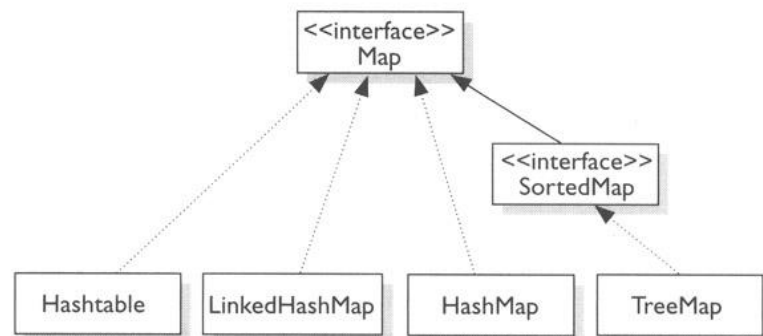 <<interface>>
Map
<<interface>>
SortedMap
Hashtable
LinkedHashMap
HashMap
TreeMap